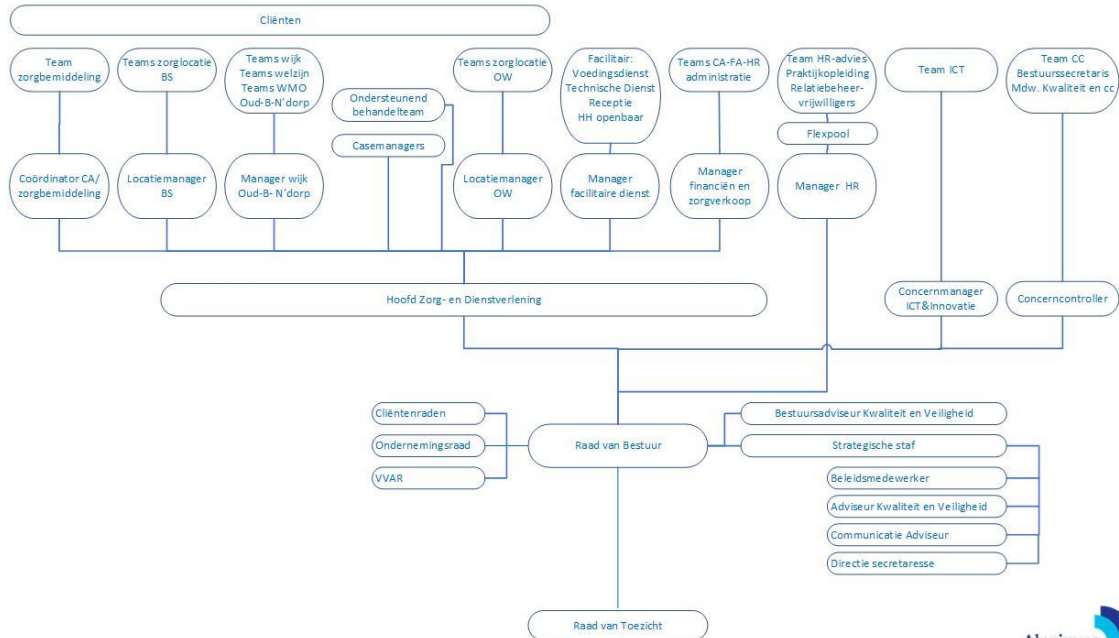 Cliënten
Team
zorgbemiddeling
Teams zorglocatie
BS
Teams wijk
Teams welzijn
Teams WMO
Oud-B-N'dorp
Ondersteunend
behandelteam
Casemanagers
Teams zorglocatie
OW
Facilitair:
Voedingsdienst
Technische Dienst
Receptie
HH openbaar
Teams CA-FA-HR
administratie
Team HR-advies
Praktijkopleiding
Relatiebeheer-
vrijwilligers
Flexpool
Team ICT
Team CC
Bestuurssecretaris
Mdw. Kwaliteit en cc
Coördinator CA/
zorgbemiddeling
Locatiemanager
BS
Manager wijk
Oud-B- N'dorp
Locatiemanager
OW
Manager
facilitaire dienst
Manager
financiën en
zorgverkoop
Manager HR
Hoofd Zorg- en Dienstverlening
Concernmanager
ICT&Innovatie
Concerncontroller
Cliëntenraden
Ondernemingsraad
VVAR
Raad van Bestuur
Bestuursadviseur Kwaliteit en Veiligheid
Strategische staf
Beleidsmedewerker
Adviseur Kwaliteit en Veiligheid
Communicatie Adviseur
Directie secretaresse
Raad van Toezicht